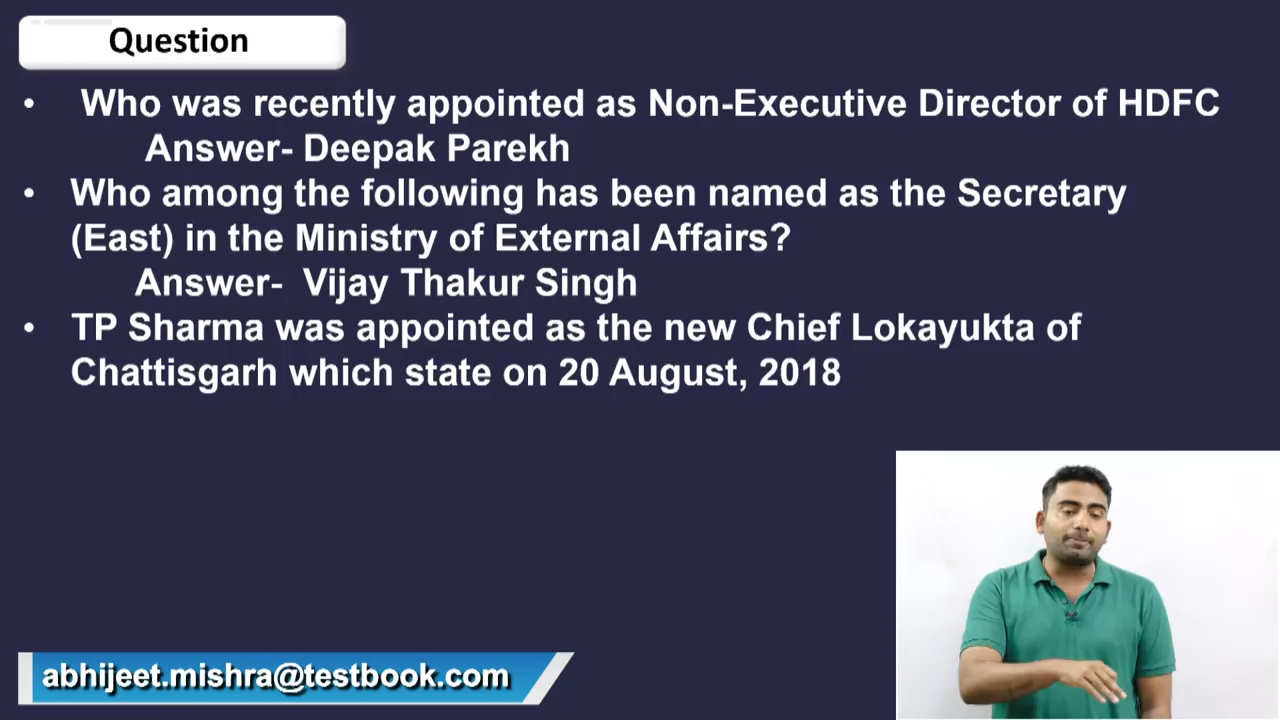 Question
• Who was recently appointed as Non-Executive Director of HDFC
Answer- Deepak Parekh
• Who among the following has been named as the Secretary
(East) in the Ministry of External Affairs?
Answer- Vijay Thakur Singh
• TP Sharma was appointed as the new Chief Lokayukta of
Chattisgarh which state on 20 August, 2018
abhijeet.mishra@testbook.com